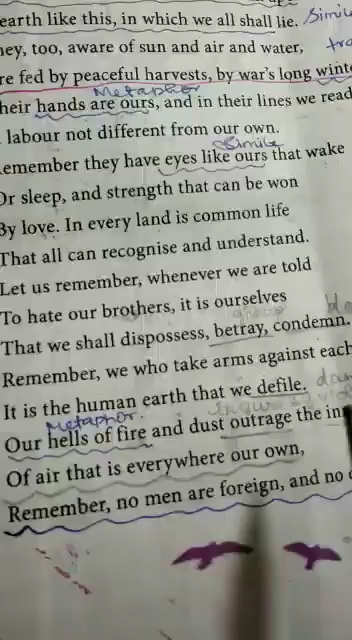 earth like this, in which we all shall lie. Simile
hey, too, aware of sun and air and water,
re fed by peaceful harvests, by war's long wint
Metaphor
heir hands are ours, and in their lines we read
labour not different from our own.
Simile
emember they have eyes like ours that wake
Or sleep, and strength that can be won
By love. In every land is common life
That all can recognise and understand.
Let us remember, whenever we are told
To hate our brothers, it is ourselves
That we shall dispossess, betray, condemn.
Remember, we who take arms against each
It is the human earth that we defile.
Metaphor.
Our hells of fire and dust outrage the in
Of air that is everywhere our own,
Remember, no men are foreign, and no